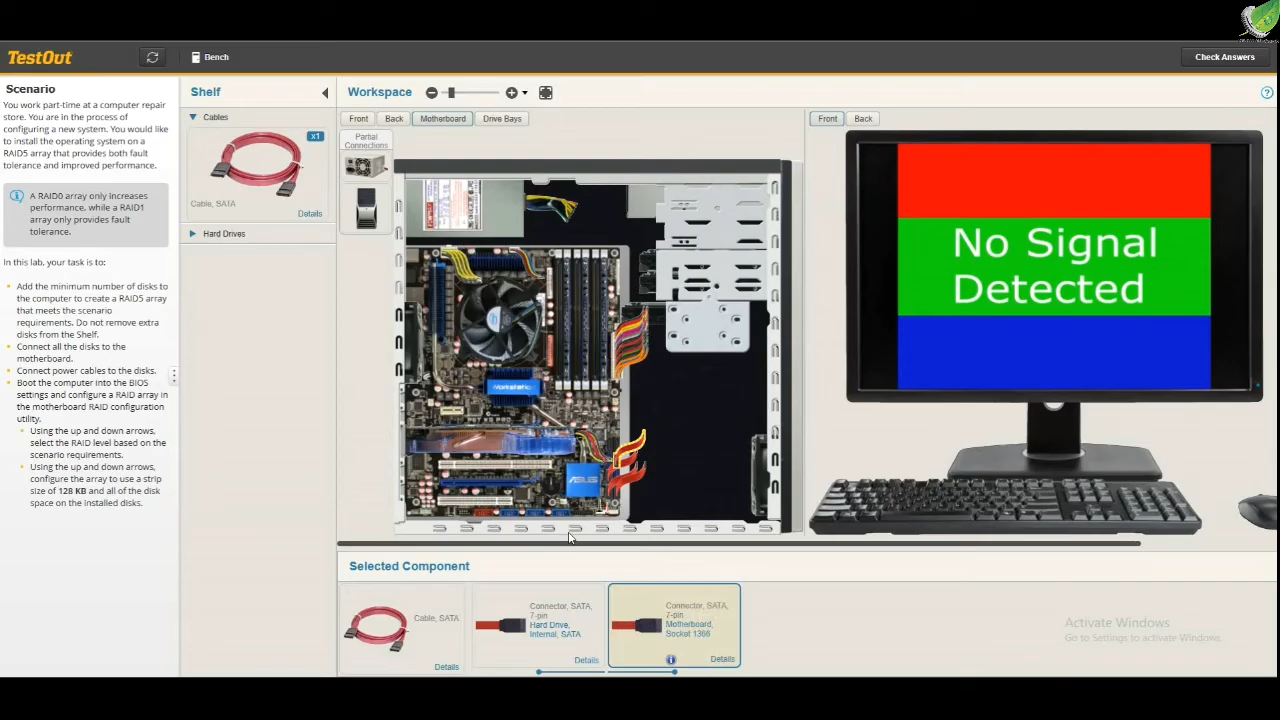 TestOut
Bench
Check Answers
Scenario
You work part-time at a computer repair
store. You are in the process of
configuring a new system. You would like
to install the operating system on a
RAID5 array that provides both fault
tolerance and improved performance.
A RAID0 array only increases
performance, while a RAID1
array only provides fault
tolerance.
In this lab, your task is to:
Add the minimum number of disks to
the computer to create a RAID5 array
that meets the scenario
requirements. Do not remove extra
disks from the Shelf.
Connect all the disks to the
motherboard.
Connect power cables to the disks.
Boot the computer into the BIOS
settings and configure a RAID array in
the motherboard RAID configuration
utility.
Using the up and down arrows,
select the RAID level based on the
scenario requirements.
Using the up and down arrows,
configure the array to use a strip
size of 128 KB and all of the disk
space on the installed disks.
Shelf
Cables
x1
Cable, SATA
Details
Hard Drives
Workspace
Front
Back
Motherboard
Drive Bays
Partial
Connections
ASUS
Front
Back
No Signal
Detected
Selected Component
Cable, SATA
Details
Connector, SATA,
7-pin
Hard Drive,
Internal, SATA
Details
Connector, SATA,
7-pin
Motherboard,
Socket 1366
Details
Activate Windows
Go to Settings to activate Windows.